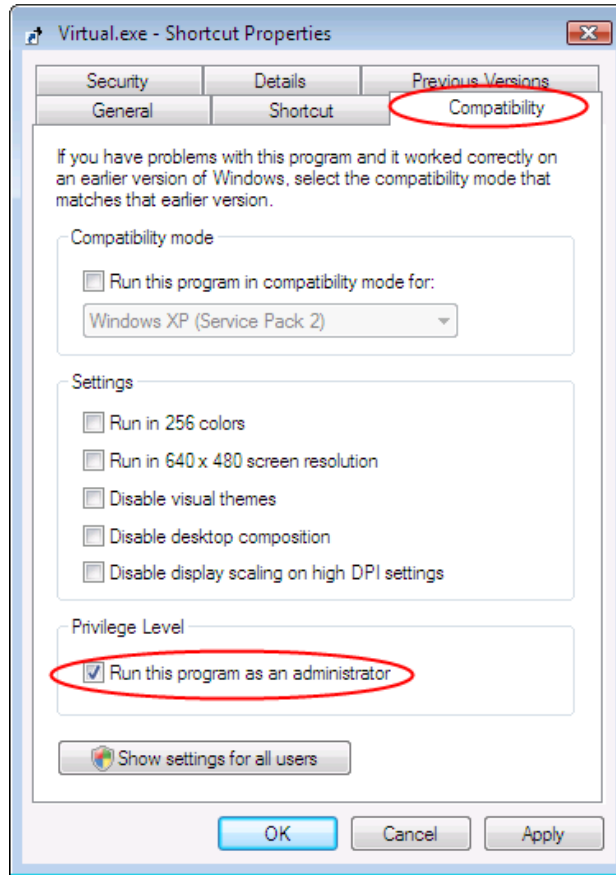 Virtual.exe - Shortcut Properties
Security Details Previous Versions
General Shortcut Compatibility
If you have problems with this program and it worked correctly on
an earlier version of Windows, select the compatibility mode that
matches that earlier version.
Compatibility mode
Run this program in compatibility mode for:
Windows XP (Service Pack 2)
Settings
Run in 256 colors
Run in 640 x 480 screen resolution
Disable visual themes
Disable desktop composition
Disable display scaling on high DPI settings
Privilege Level
Run this program as an administrator
Show settings for all users
OK Cancel Apply